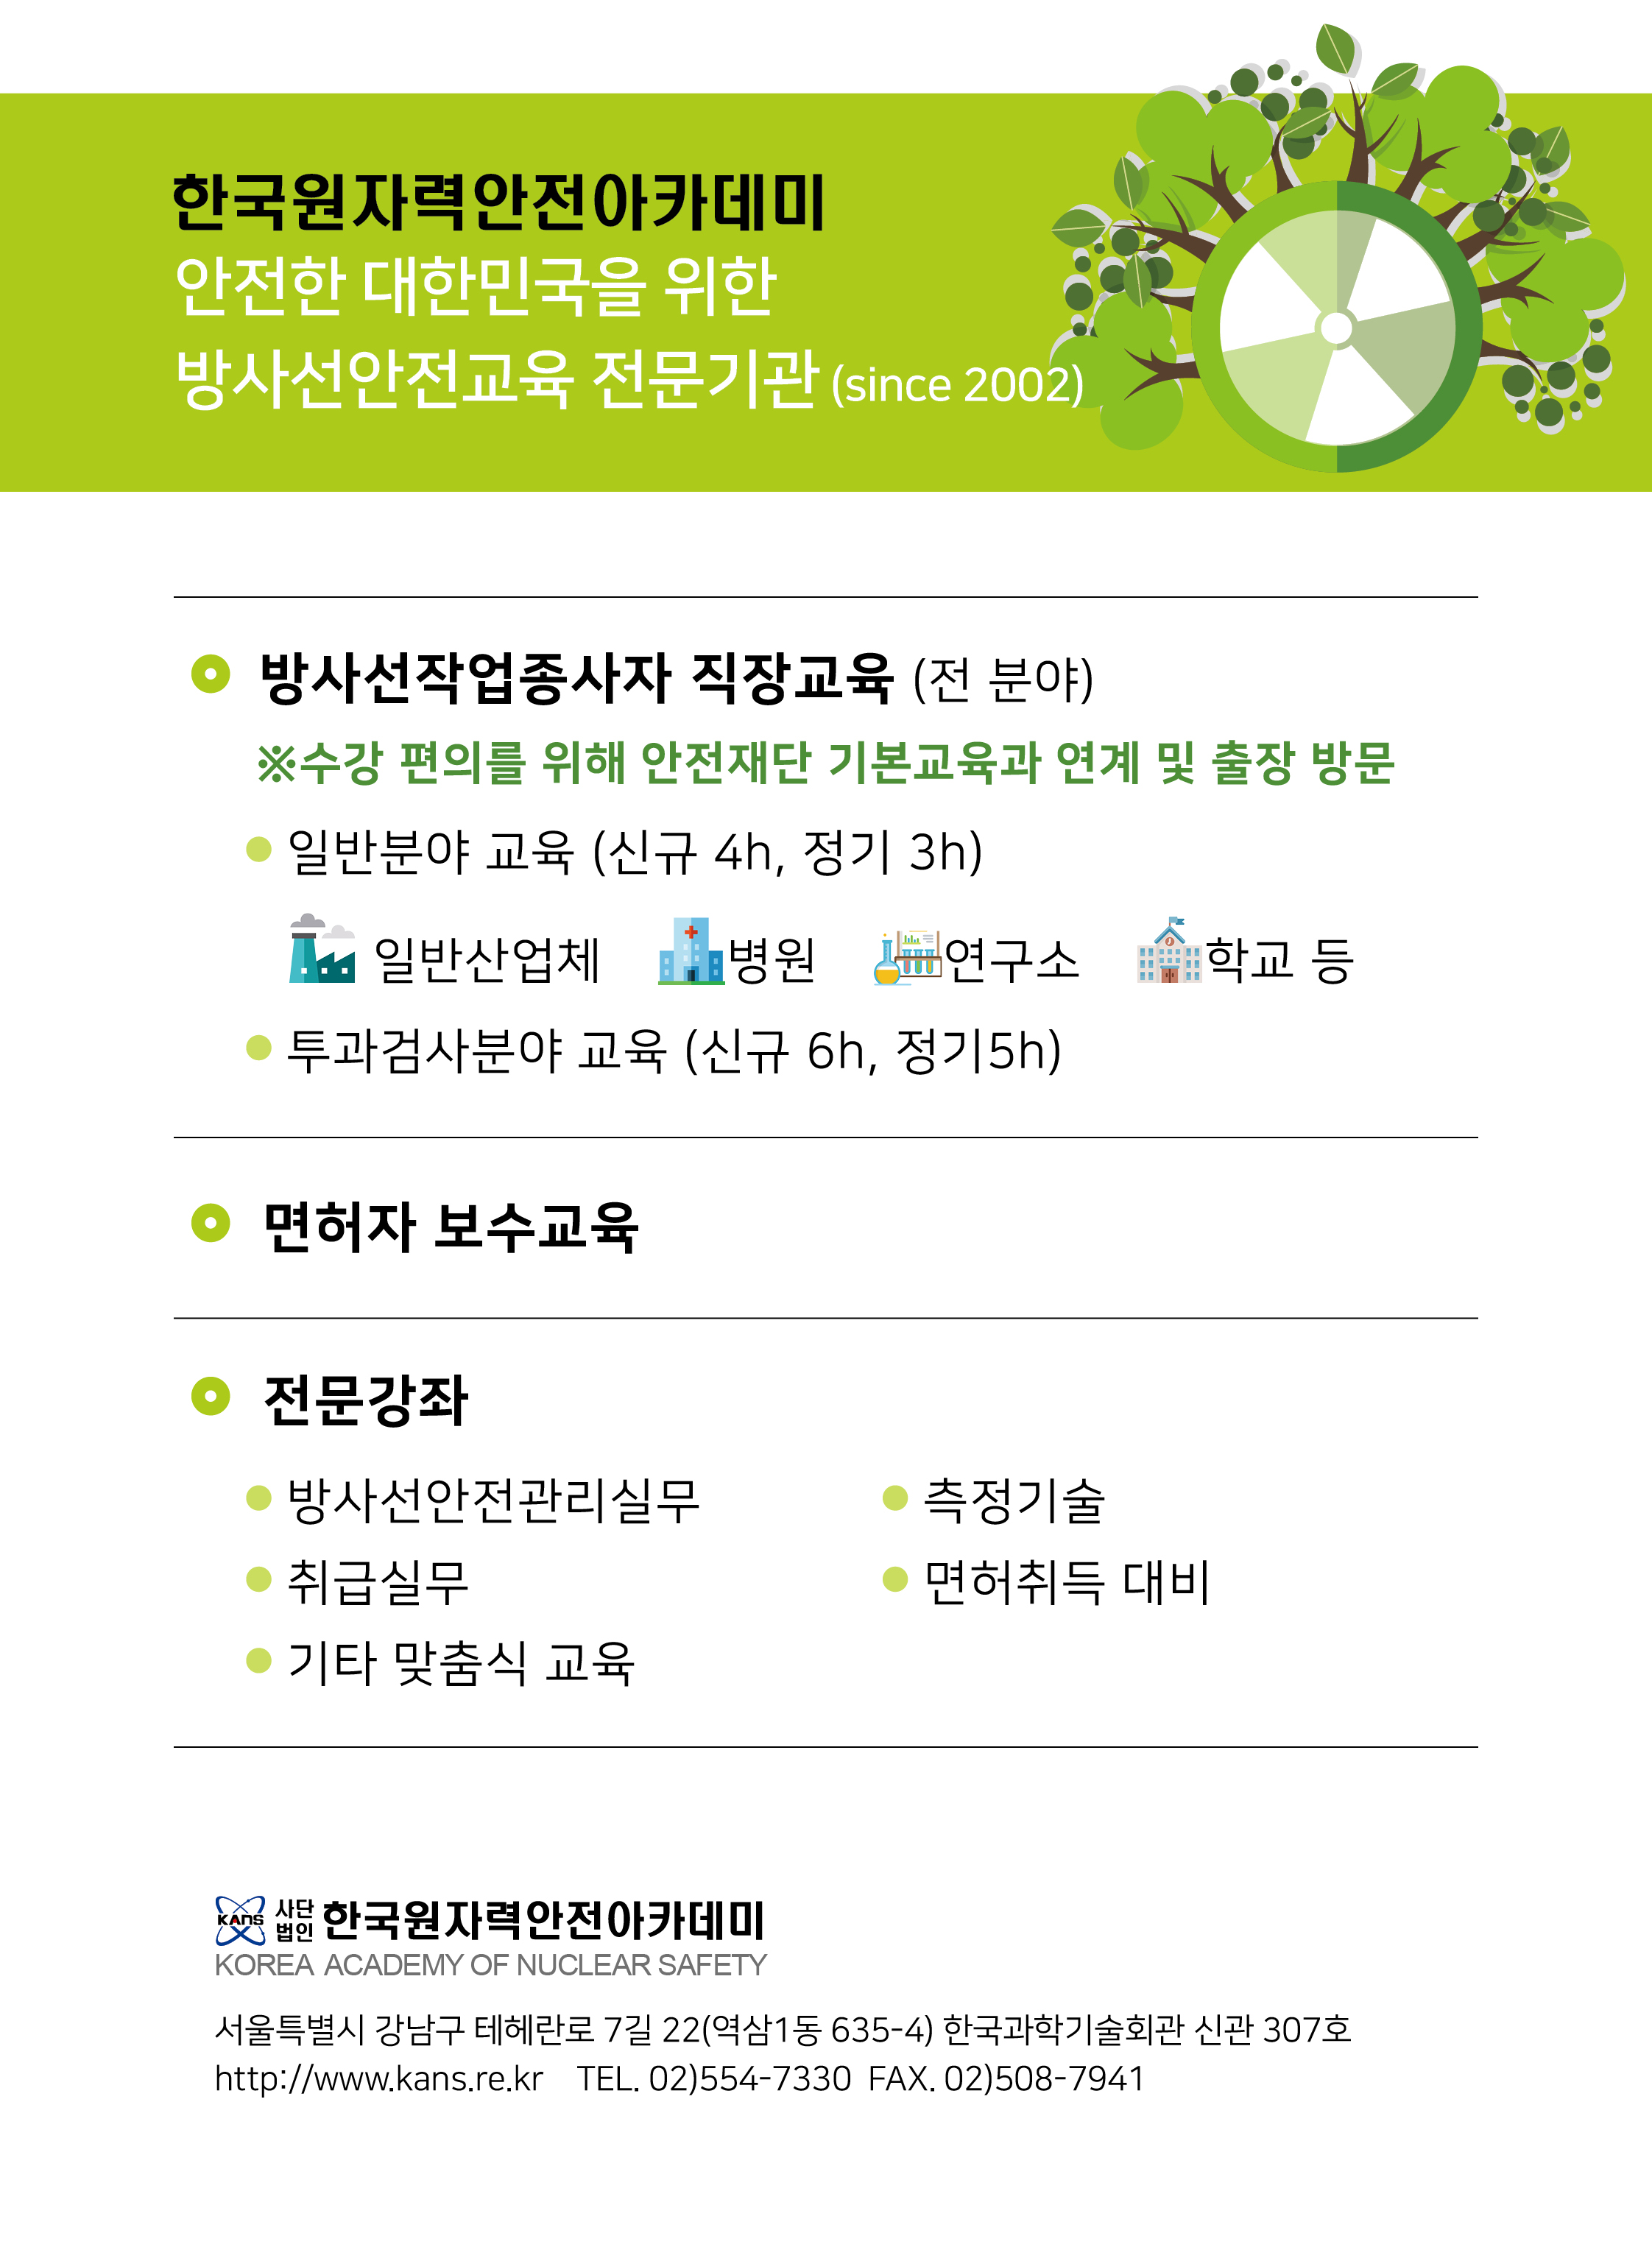 한국원자력안전아카데미
안전한 대한민국을 위한
방사선안전교육 전문기관 (since 2002)
방사선작업종사자 직장교육 (전 분야)
※수강 편의를 위해 안전재단 기본교육과 연계 및 출장 방문
일반분야 교육 (신규 4h, 정기 3h)
일반산업체 병원 연구소 학교 등
투과검사분야 교육 (신규 6h, 정기5h)
면허자 보수교육
전문강좌
방사선안전관리실무 측정기술
취급실무 면허취득 대비
기타 맞춤식 교육
KANS 사단법인 한국원자력안전아카데미
KOREA ACADEMY OF NUCLEAR SAFETY
서울특별시 강남구 테헤란로 7길 22(역삼1동 635-4) 한국과학기술회관 신관 307호
http://www.kans.re.kr TEL. 02)554-7330 FAX. 02)508-7941